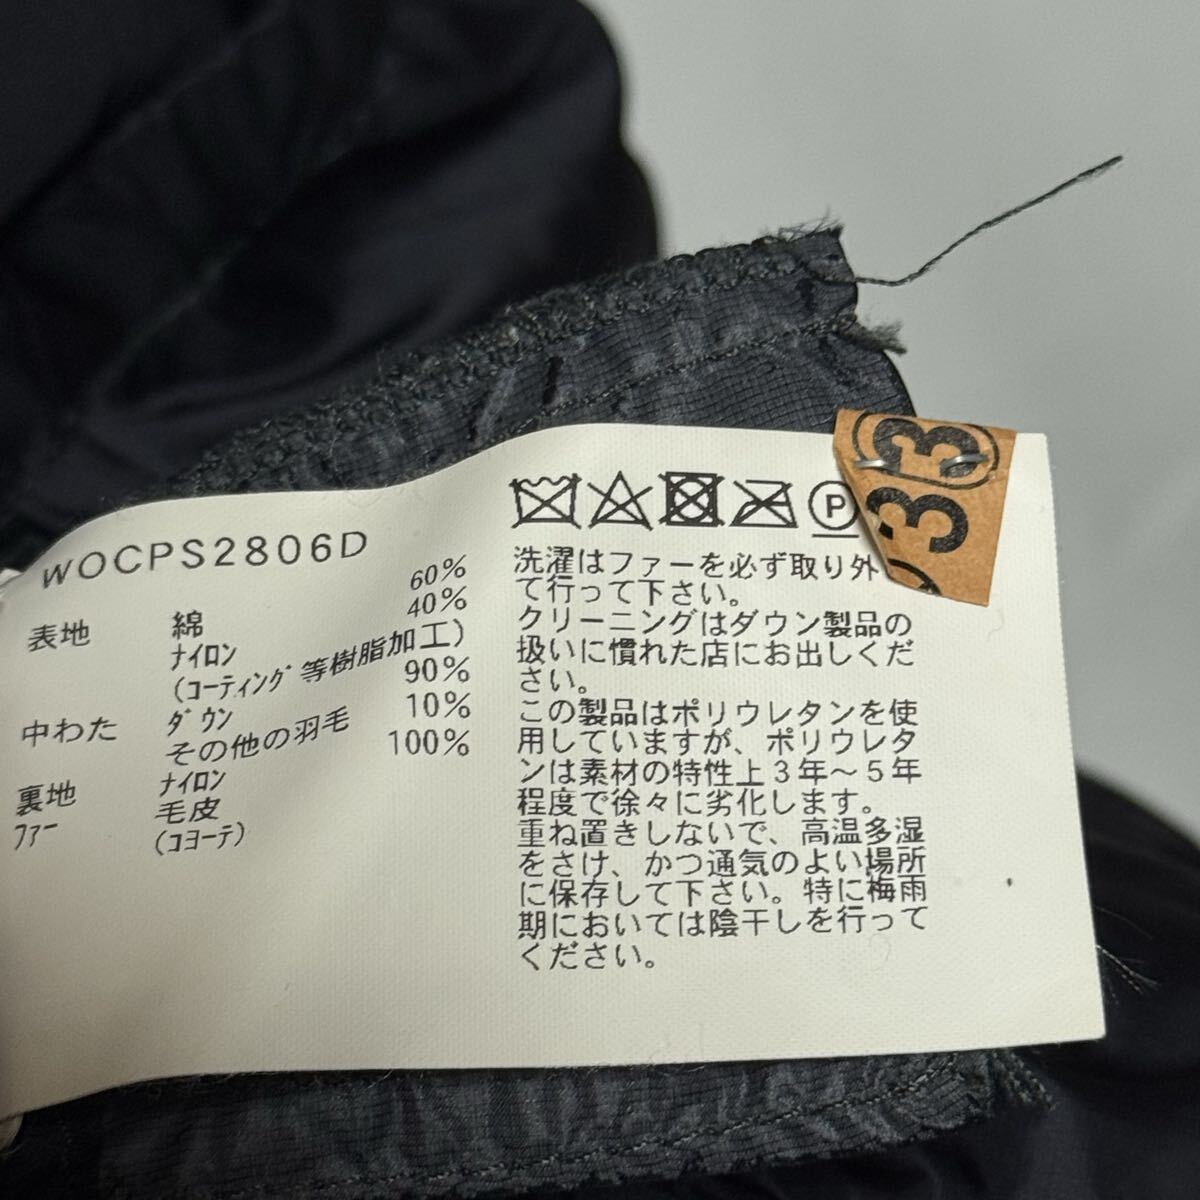 WOCPS2806D
表地 綿 60%
ナイロン 40%
(コーティング等樹脂加工)
中わた ダウン 90%
その他の羽毛 10%
裏地 ナイロン 100%
ファー 毛皮
(コヨーテ)
P
洗濯はファーを必ず取り外
て行って下さい。
クリーニングはダウン製品の
扱いに慣れた店にお出しくだ
さい。
この製品はポリウレタンを使
用していますが、ポリウレタ
ンは素材の特性上3年~5年
程度で徐々に劣化します。
重ね置きしないで、高温多湿
をさけ、かつ通気のよい場所
に保存して下さい。特に梅雨
期においては陰干しを行って
ください。
33
33